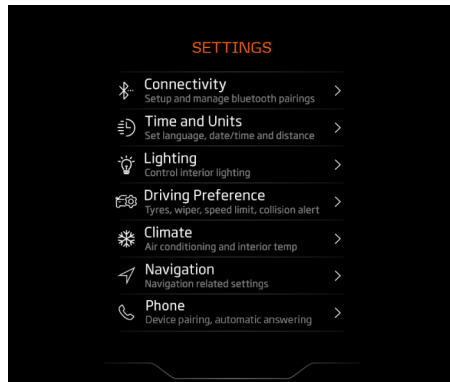 SETTINGS
Connectivity
Setup and manage bluetooth pairings
Time and Units
Set language, date/time and distance
Lighting
Control interior lighting
Driving Preference
Tyres, wiper, speed limit, collision alert
Climate
Air conditioning and interior temp
Navigation
Navigation related settings
Phone
Device pairing, automatic answering